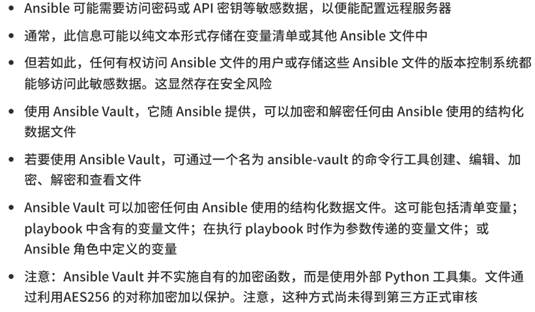 • Ansible 可能需要访问密码或 API 密钥等敏感数据，以便能配置远程服务器
• 通常，此信息可能以纯文本形式存储在变量清单或其他 Ansible 文件中
• 但若如此，任何有权访问 Ansible 文件的用户或存储这些 Ansible 文件的版本控制系统都
能够访问此敏感数据。这显然存在安全风险
• 使用 Ansible Vault，它随 Ansible 提供，可以加密和解密任何由 Ansible 使用的结构化
数据文件
• 若要使用 Ansible Vault，可通过一个名为 ansible-vault 的命令行工具创建、编辑、加
密、解密和查看文件
• Ansible Vault 可以加密任何由 Ansible 使用的结构化数据文件。这可能包括清单变量；
playbook 中含有的变量文件；在执行 playbook 时作为参数传递的变量文件；或
Ansible 角色中定义的变量
• 注意：Ansible Vault 并不实施自有的加密函数，而是使用外部 Python 工具集。文件通
过利用AES256 的对称加密加以保护。注意，这种方式尚未得到第三方正式审核